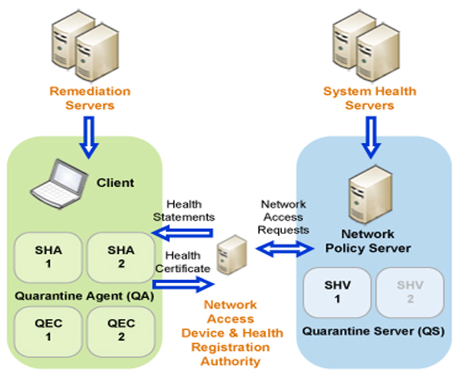 Remediation
Servers
System Health
Servers
Client
SHA
1
SHA
2
Quarantine Agent (QA)
QEC
1
QEC
2
Health
Statements
Health
Certificate
Network
Access
Requests
Network
Access
Device & Health
Registration
Authority
Network
Policy Server
SHV
1
SHV
2
Quarantine Server (QS)